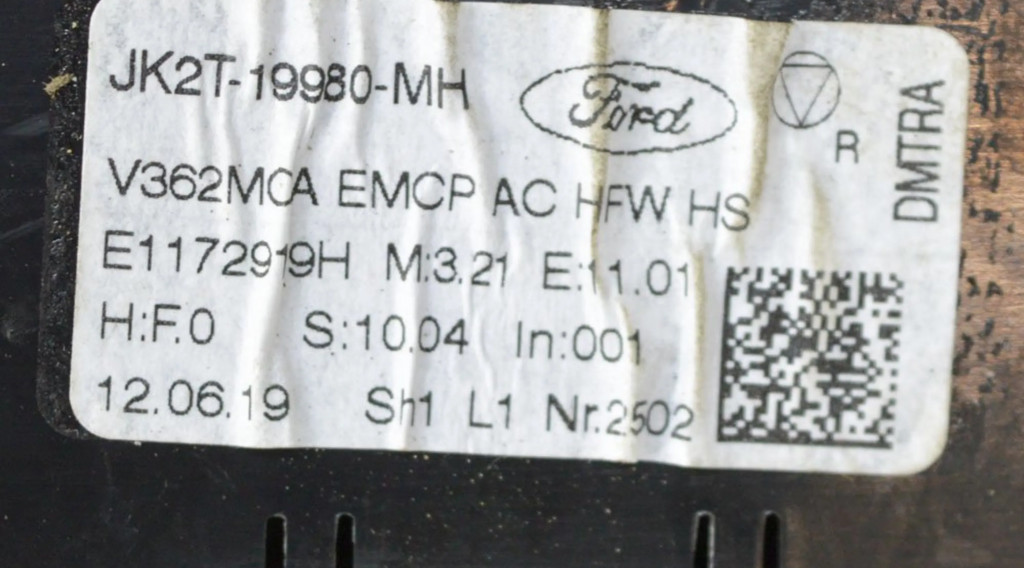 JK2T-19980-MH
Ford
R
DMTRA
V362MCA EMCP AC HFW HS
E1172919H M:3.21 E:11.01
H:F.0 S:10.04 In:001
12.06.19 Sh1 L1 Nr.2502